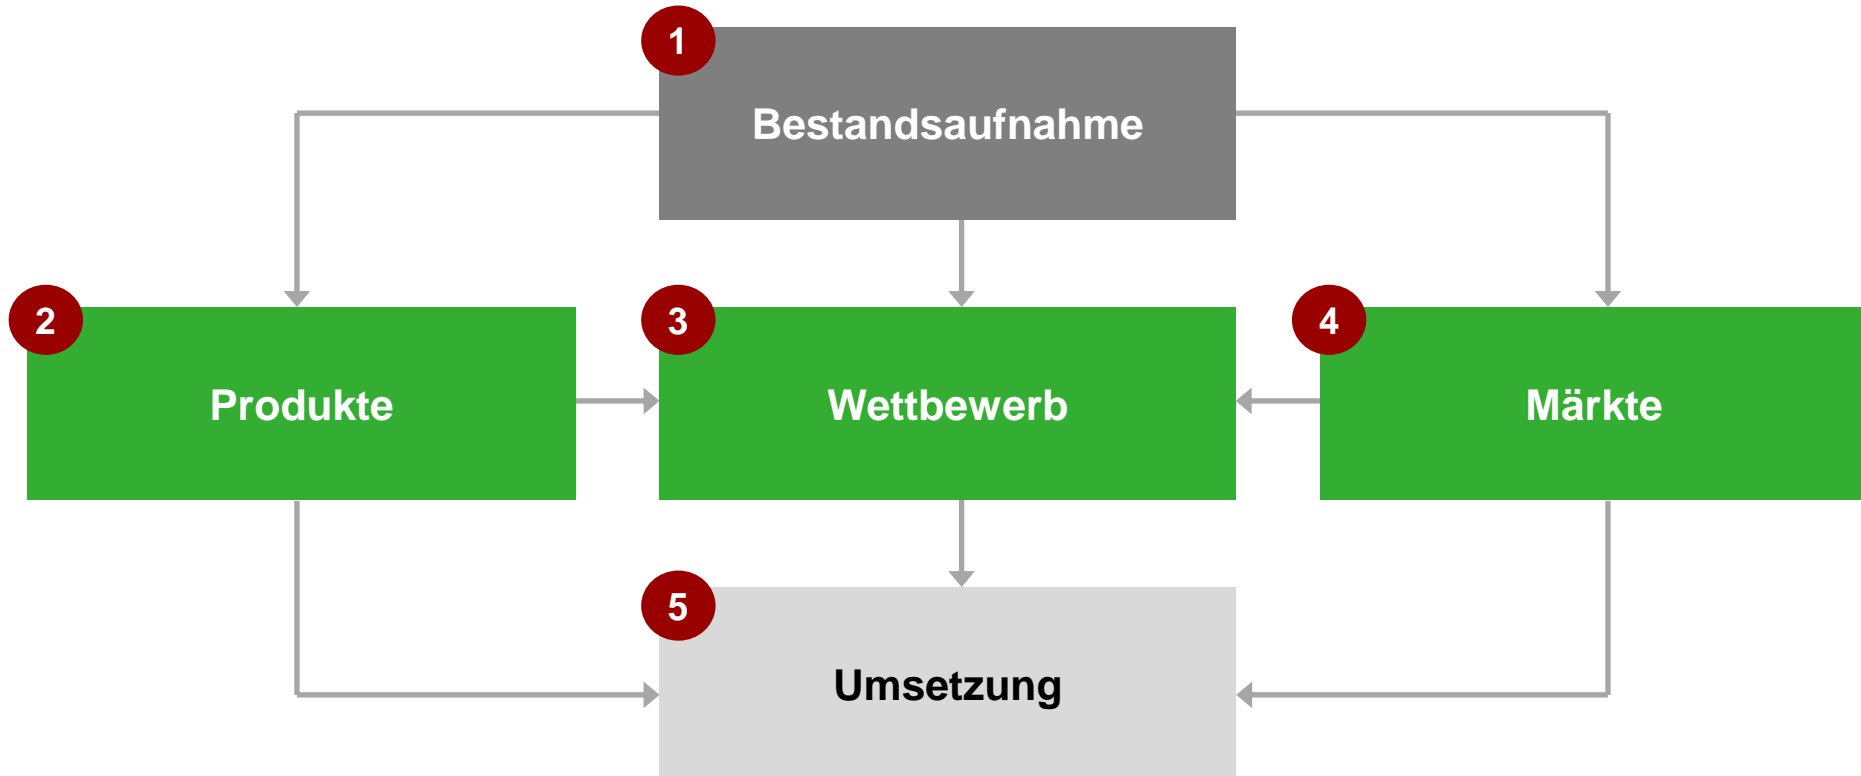 1
Bestandsaufnahme
2
Produkte
3
Wettbewerb
4
Märkte
5
Umsetzung